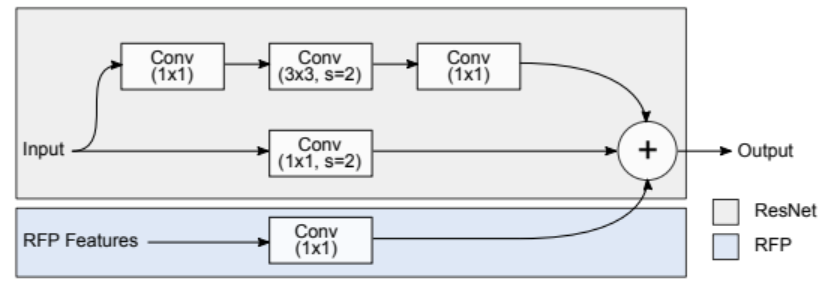 Conv
(1x1)
Conv
(3x3, s=2)
Conv
(1x1)
Input
Conv
(1x1, s=2)
+
Output
RFP Features
Conv
(1x1)
ResNet
RFP